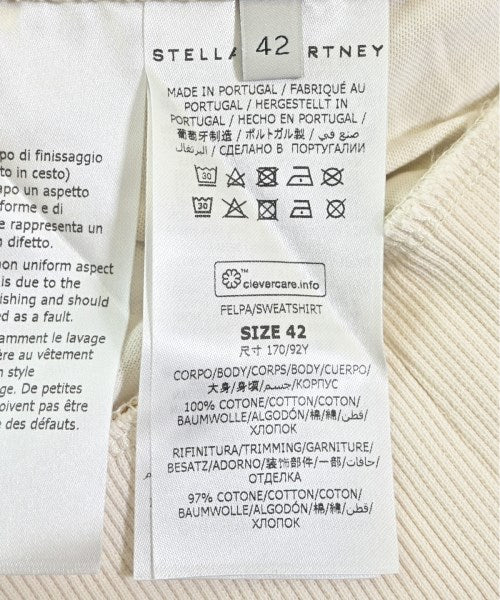 po di finissaggio
to in cesto)
apo un aspetto
forme e di
e rappresenta un
difetto.
non uniform aspect
is due to the
ishing and should
ed as a fault.
amment le lavage
ère au vêtement
n style
ge. De petites
oivent pas être
e des défauts.
42
STELL RTNEY
MADE IN PORTUGAL / FABRIQUÉ AU
PORTUGAL / HERGESTELLT IN
PORTUGAL / HECHO EN PORTUGAL /
葡萄牙制造 / ポルトガル製 / صنع في
البرتغال / СДЕЛАНО В ПОРТУГАЛИИ
30
30
clevercare.info
FELPA/SWEATSHIRT
SIZE 42
尺寸 170/92Y
CORPO/BODY/CORPS/BODY/CUERPO/
大身/身頃/جسم/КОРПУС
100% COTONE/COTTON/COTON/
BAUMWOLLE/ALGODÓN/棉/綿/قطن/
ХЛОПОК
RIFINITURA/TRIMMING/GARNITURE/
BESATZ/ADORNO/装饰部件/一部/حافات/
ОТДЕЛКА
97% COTONE/COTTON/COTON/
BAUMWOLLE/ALGODÓN/棉/綿/قطن/
ХЛОПОК